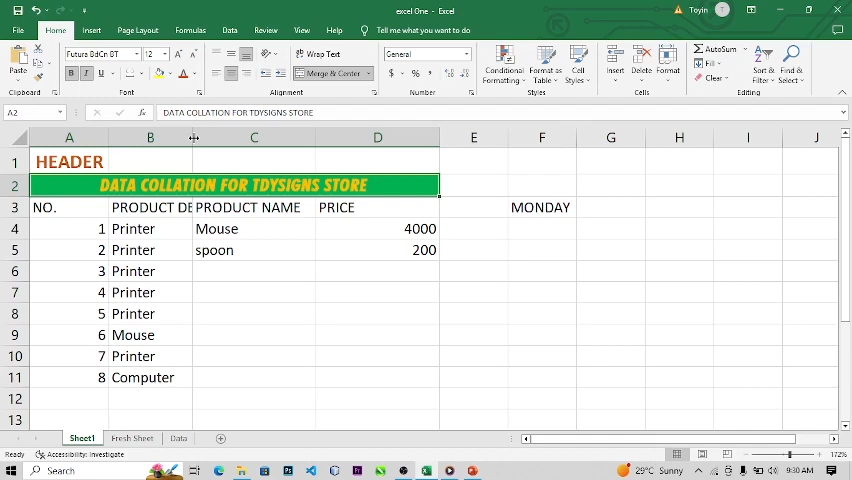 excel One - Excel
Toyin T
File Home Insert Page Layout Formulas Data Review View Help Tell me what you want to do
Paste
Clipboard
Futura BdCn BT 12 A^ A˅
B I U A
Font
Wrap Text
Merge & Center
Alignment
General
$ % ,
Number
Conditional Formatting
Format as Table
Cell Styles
Styles
Insert
Delete
Format
Cells
AutoSum
Fill
Clear
Sort & Filter
Find & Select
Editing
A2 fx DATA COLLATION FOR TDYSIGNS STORE
A B C D E F G H I J
1 HEADER
2 DATA COLLATION FOR TDYSIGNS STORE
3 NO. PRODUCT DE PRODUCT NAME PRICE MONDAY
4 1 Printer Mouse 4000
5 2 Printer spoon 200
6 3 Printer
7 4 Printer
8 5 Printer
9 6 Mouse
10 7 Printer
11 8 Computer
12
13
Sheet1 Fresh Sheet Data
Ready Accessibility: Investigate 172%
Search 29°C Sunny 9:30 AM